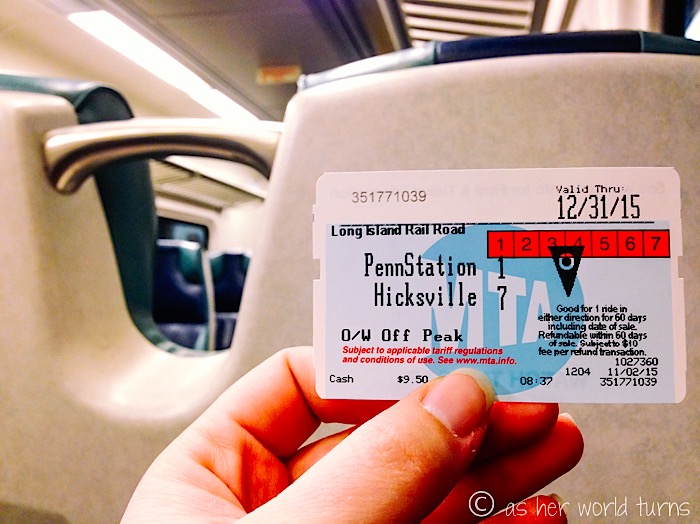 351771039
Valid Thru:
12/31/15
Long Island Rail Road
1 2 3 4 5 6 7
PennStation 1
Hicksville 7
MTA
O
O/W Off Peak
Good for 1 ride in
either direction for 60 days
including date of sale.
Refundable within 60 days
of sale. Subject to $10
fee per refund transaction.
Subject to applicable tariff regulations
and conditions of use. See www.mta.info.
1027360
1204 11/02/15
Cash $9.50 08:37 351771039
© as her world turns